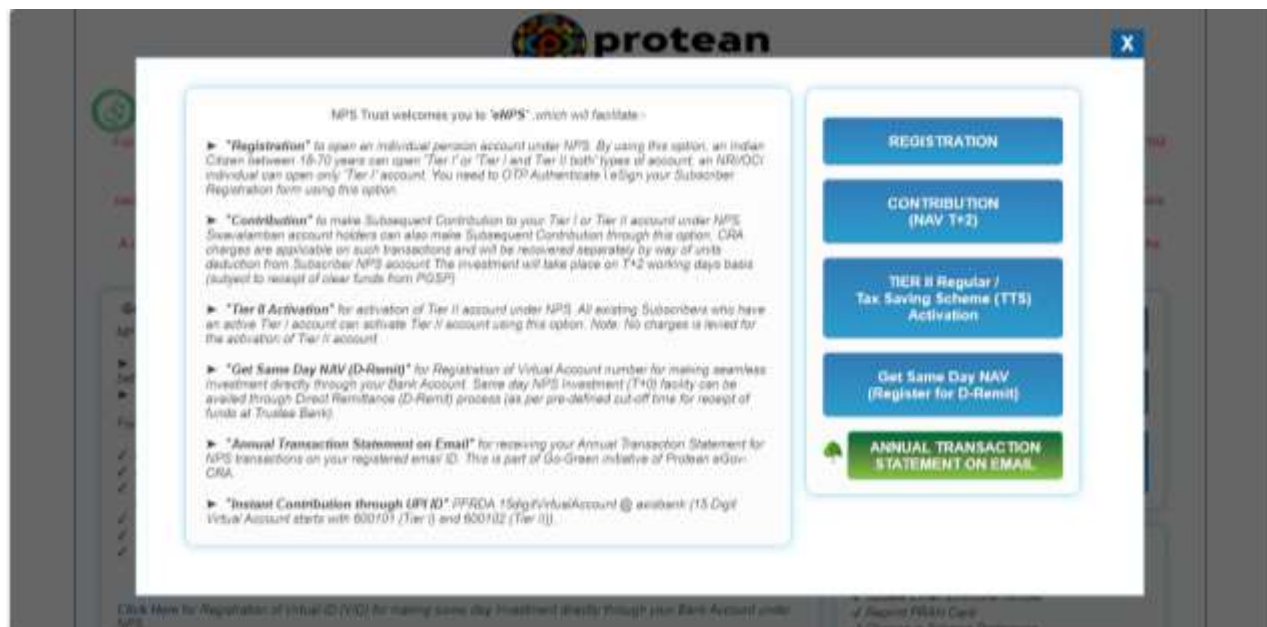 protean
X
NPS Trust welcomes you to "eNPS" ,which will facilitate:-
► "Registration" to open an individual pension account under NPS. By using this option, an Indian
Citizen between 18-70 years can open 'Tier I' or 'Tier I and Tier II both' types of account, an NRI/OCI
individual can open only 'Tier I' account. You need to OTP Authenticate \ eSign your Subscriber
Registration form using this option.
► "Contribution" to make Subsequent Contribution to your Tier I or Tier II account under NPS.
Swavalamban account holders can also make Subsequent Contribution through this option. CRA
charges are applicable on such transactions and will be recovered separately by way of units
deduction from Subscriber NPS account. The investment will take place on T+2 working days basis
(subject to receipt of clear funds from PGSP)
► "Tier II Activation" for activation of Tier II account under NPS. All existing Subscribers who have
an active Tier I account can activate Tier II account using this option. Note: No charges is levied for
the activation of Tier II account
► "Get Same Day NAV (D-Remit)" for Registration of Virtual Account number for making seamless
Investment directly through your Bank Account. Same day NPS Investment (T+0) facility can be
availed through Direct Remittance (D-Remit) process (as per pre-defined cut-off time for receipt of
funds at Trustee Bank).
► "Annual Transaction Statement on Email" for receiving your Annual Transaction Statement for
NPS transactions on your registered email ID. This is part of Go-Green initiative of Protean eGov-
CRA.
► "Instant Contribution through UPI ID" PFRDA.15digitVirtualAccount @ axisbank (15 Digit
Virtual Account starts with 600101 (Tier I) and 600102 (Tier II)).
REGISTRATION
CONTRIBUTION
(NAV T+2)
TIER II Regular /
Tax Saving Scheme (TTS)
Activation
Get Same Day NAV
(Register for D-Remit)
ANNUAL TRANSACTION
STATEMENT ON EMAIL
Click Here for Registration of Virtual ID (VID) for making same day Investment directly through your Bank Account under
NPS
✓ Reprint PRAN Card